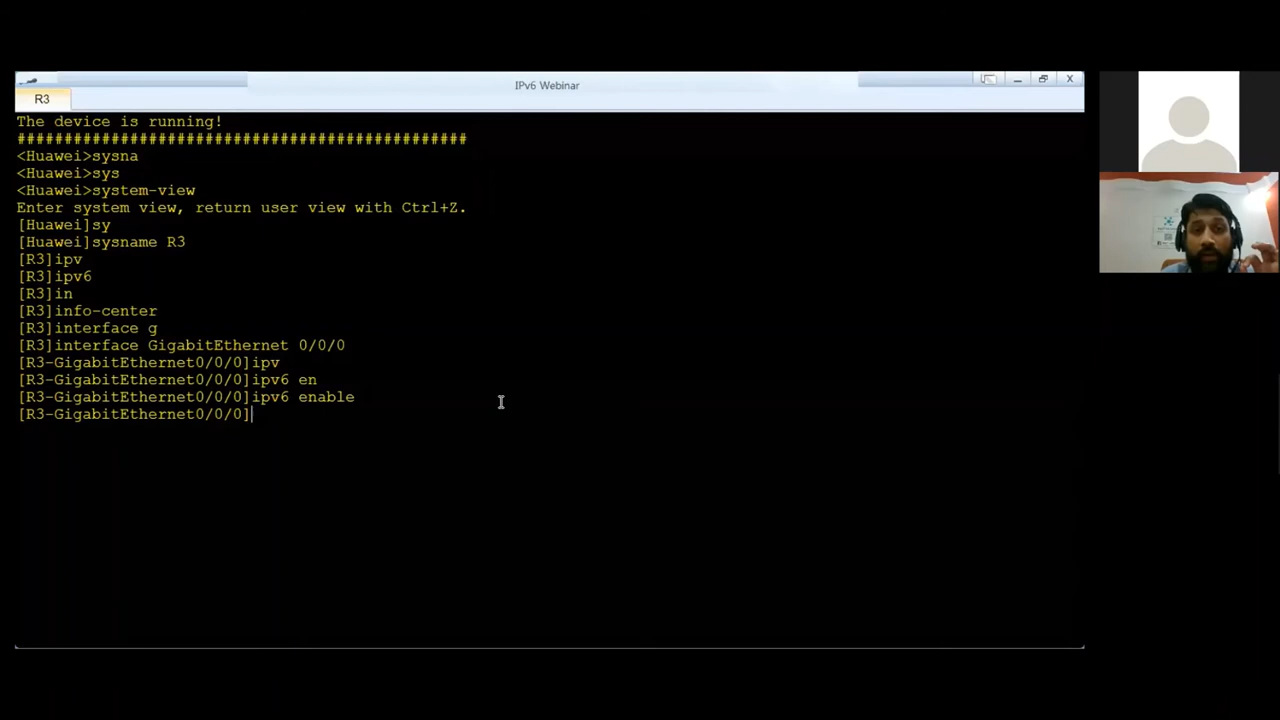 IPv6 Webinar
R3
The device is running!
################################################
<Huawei>sysna
<Huawei>sys
<Huawei>system-view
Enter system view, return user view with Ctrl+Z.
[Huawei]sy
[Huawei]sysname R3
[R3]ipv
[R3]ipv6
[R3]in
[R3]info-center
[R3]interface g
[R3]interface GigabitEthernet 0/0/0
[R3-GigabitEthernet0/0/0]ipv
[R3-GigabitEthernet0/0/0]ipv6 en
[R3-GigabitEthernet0/0/0]ipv6 enable
[R3-GigabitEthernet0/0/0]